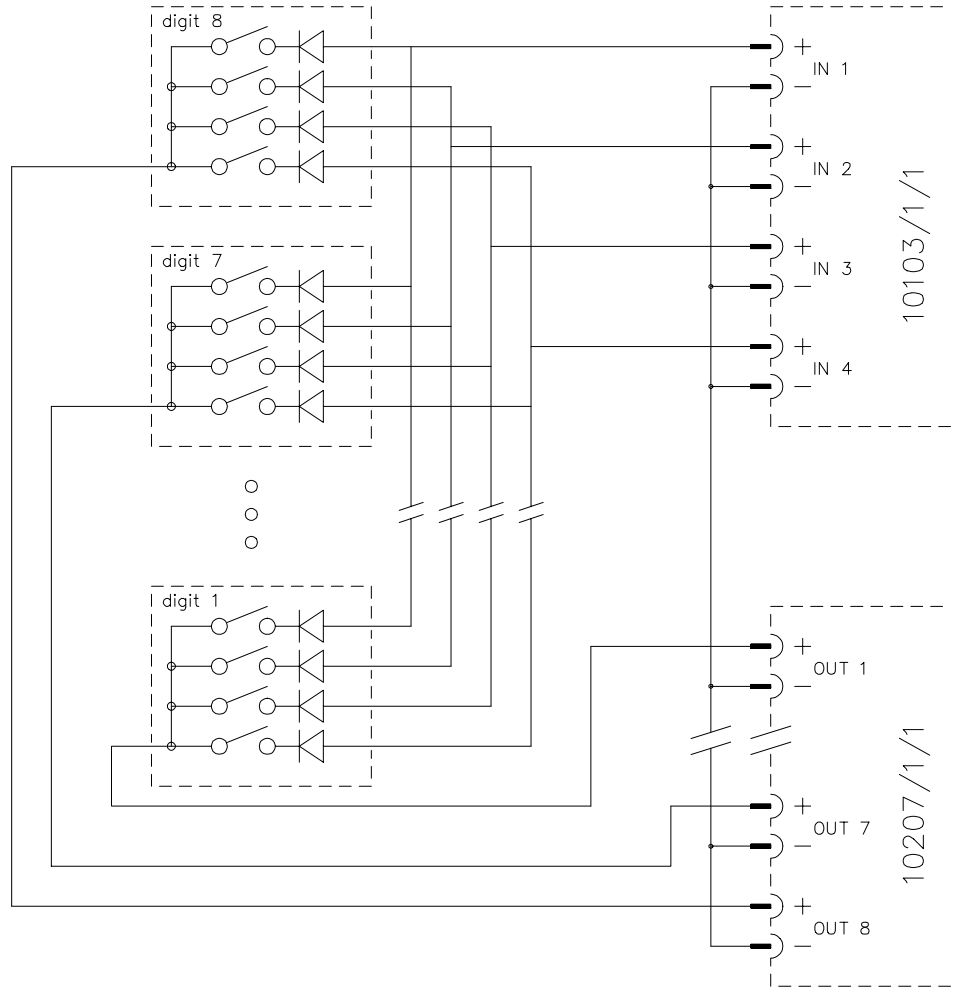 digit 8
+
IN 1
−
+
IN 2
−
10103/1/1
digit 7
+
IN 3
−
+
IN 4
−
digit 1
+
OUT 1
−
10207/1/1
+
OUT 7
−
+
OUT 8
−